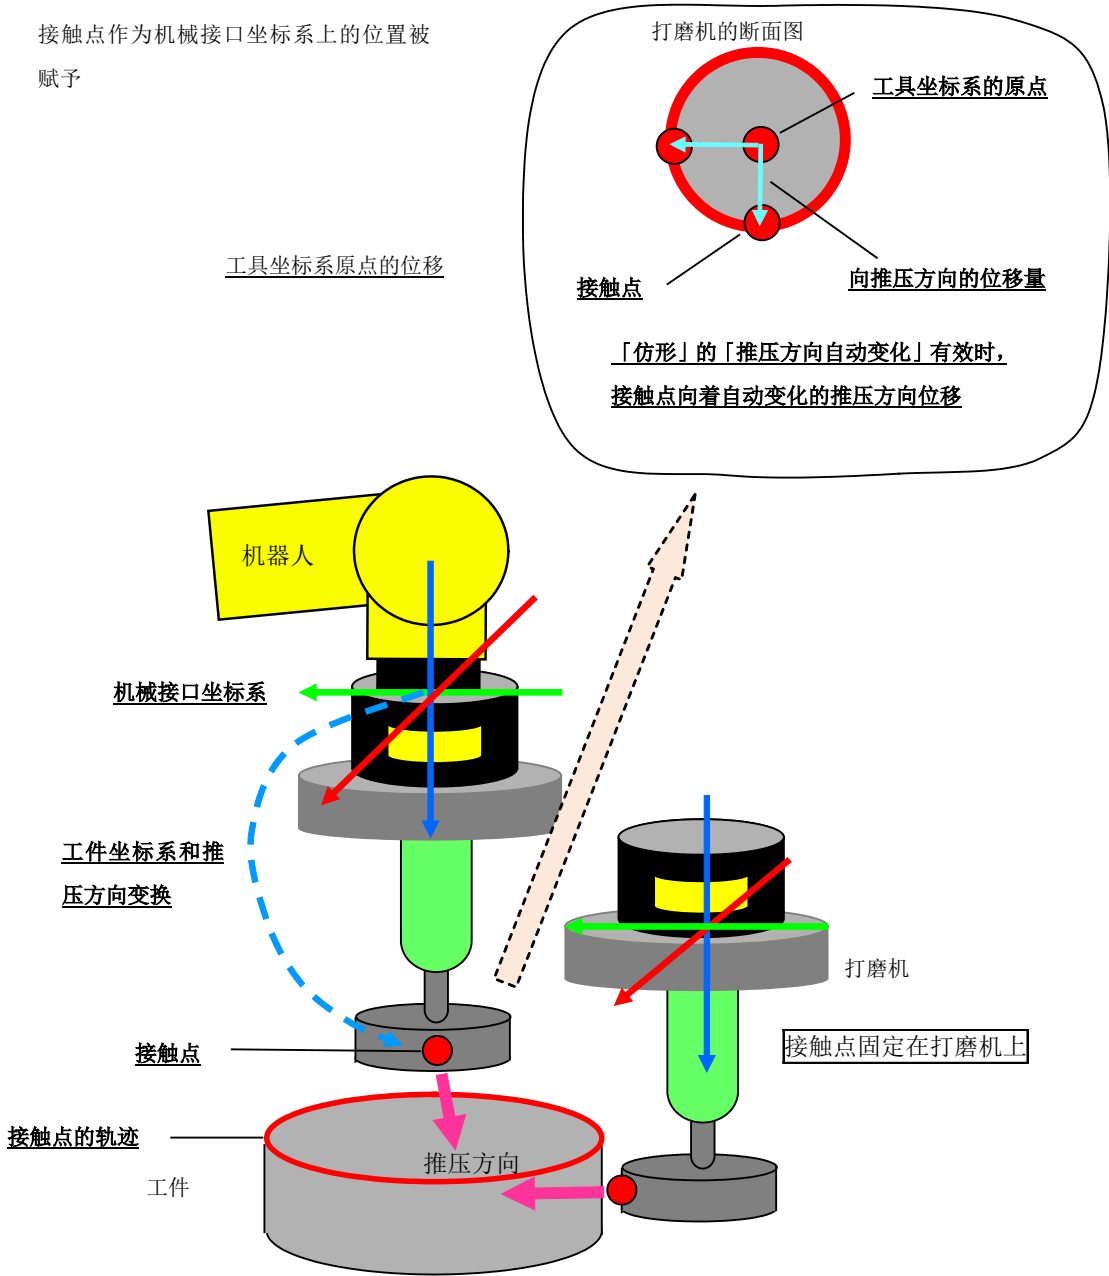 接触点作为机械接口坐标系上的位置被
赋予
打磨机的断面图
工具坐标系的原点
工具坐标系原点的位移
接触点
向推压方向的位移量
「仿形」的「推压方向自动变化」有效时，
接触点向着自动变化的推压方向位移
机器人
机械接口坐标系
工件坐标系和推
压方向变换
打磨机
接触点
接触点固定在打磨机上
接触点的轨迹
推压方向
工件